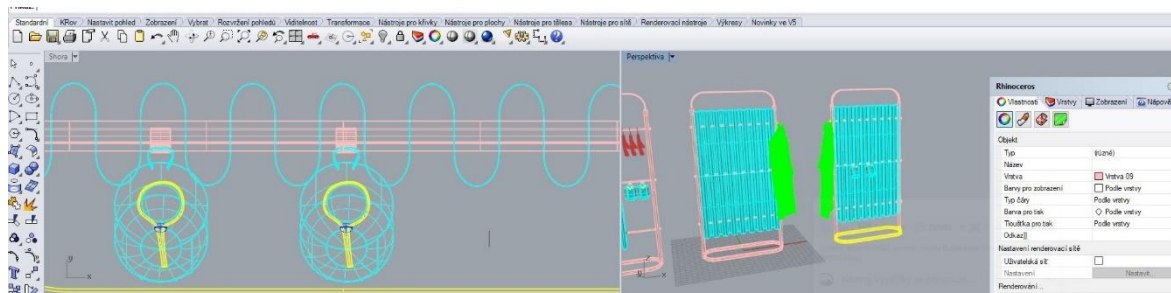 Standardní KRov Nastavit pohled Zobrazení Vybrat Rozvržení pohledů Viditelnost Transformace Nástroje pro křivky Nástroje pro plochy Nástroje pro tělesa Nástroje pro sítě Renderovací nástroje Výkresy Novinky ve V5
Shora
Perspektiva
Rhinoceros
Vlastnosti Vrstvy Zobrazení Nápově
Objekt
Typ (různé)
Název
Vrstva Vrstva 09
Barvy pro zobrazení Podle vrstvy
Typ čáry Podle vrstvy
Barva pro tisk Podle vrstvy
Tloušťka pro tisk Podle vrstvy
Odkaz
Nastavení renderovací sítě
Uživatelská síť
Nastavení Nastavit...
Renderování...
y
x
z
y x